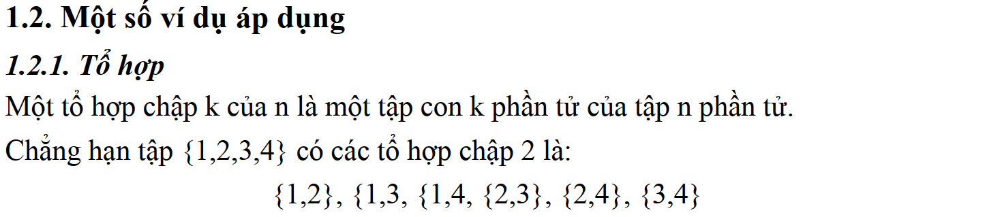 1.2. Một số ví dụ áp dụng
1.2.1. Tổ hợp
Một tổ hợp chập k của n là một tập con k phần tử của tập n phần tử.
Chẳng hạn tập {1,2,3,4} có các tổ hợp chập 2 là:
{1,2}, {1,3, {1,4, {2,3}, {2,4}, {3,4}